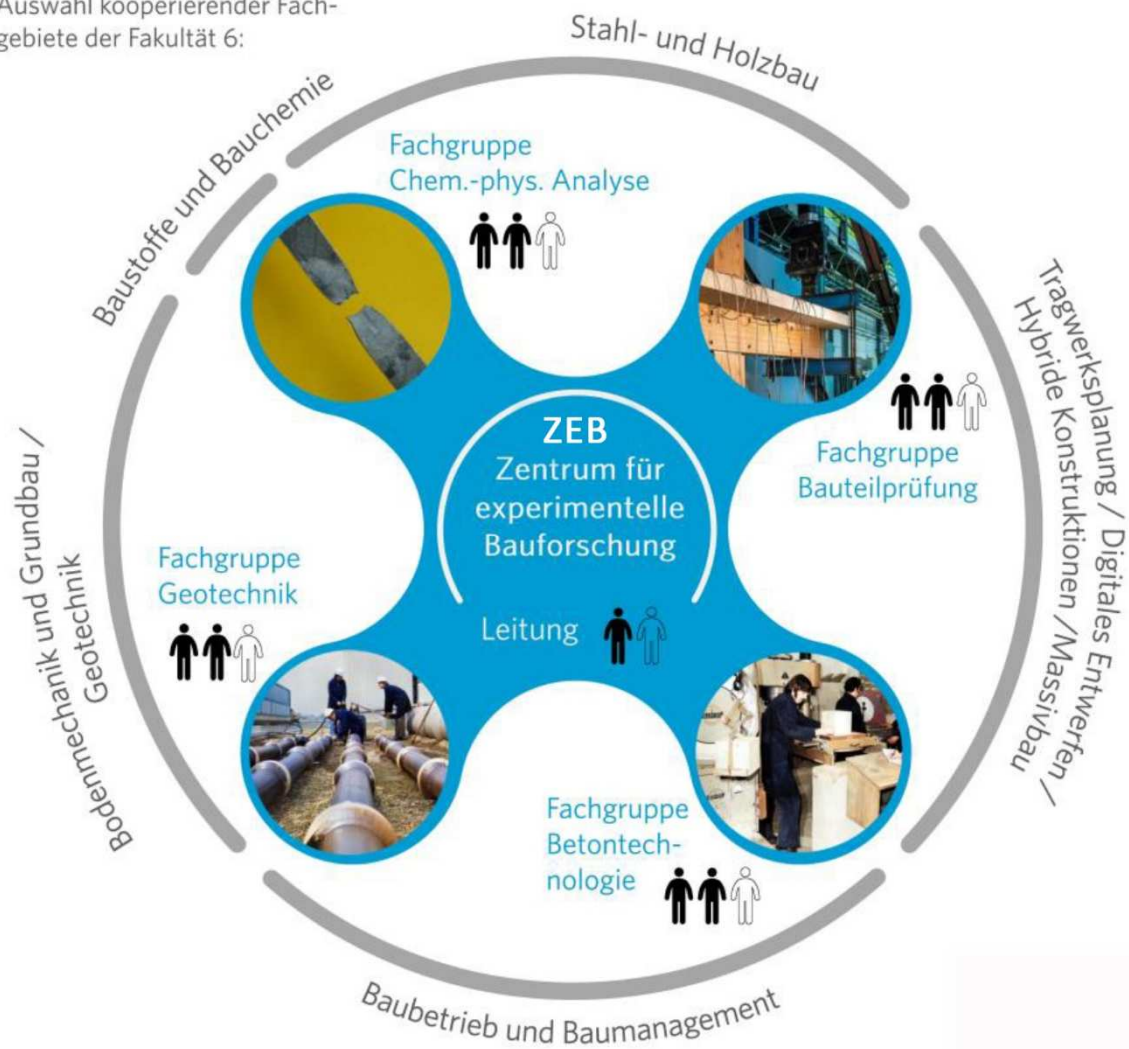 Auswahl kooperierender Fach-
gebiete der Fakultät 6:
Stahl- und Holzbau
Baustoffe und Bauchemie
Fachgruppe
Chem.-phys. Analyse
Tragwerksplanung / Digitales Entwerfen /
Hybride Konstruktionen /Massivbau
ZEB
Zentrum für
experimentelle
Bauforschung
Fachgruppe
Bauteilprüfung
Bodenmechanik und Grundbau /
Geotechnik
Fachgruppe
Geotechnik
Leitung
Fachgruppe
Betontech-
nologie
Baubetrieb und Baumanagement